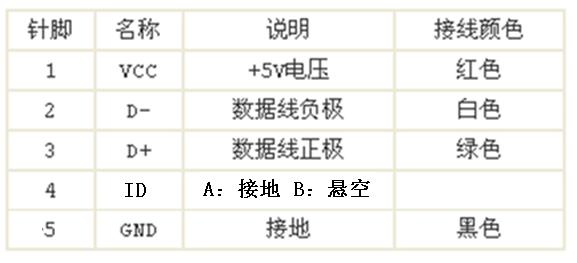 针脚 名称 说明 接线颜色
1 VCC +5V电压 红色
2 D- 数据线负极 白色
3 D+ 数据线正极 绿色
4 ID A：接地 B：悬空
5 GND 接地 黑色